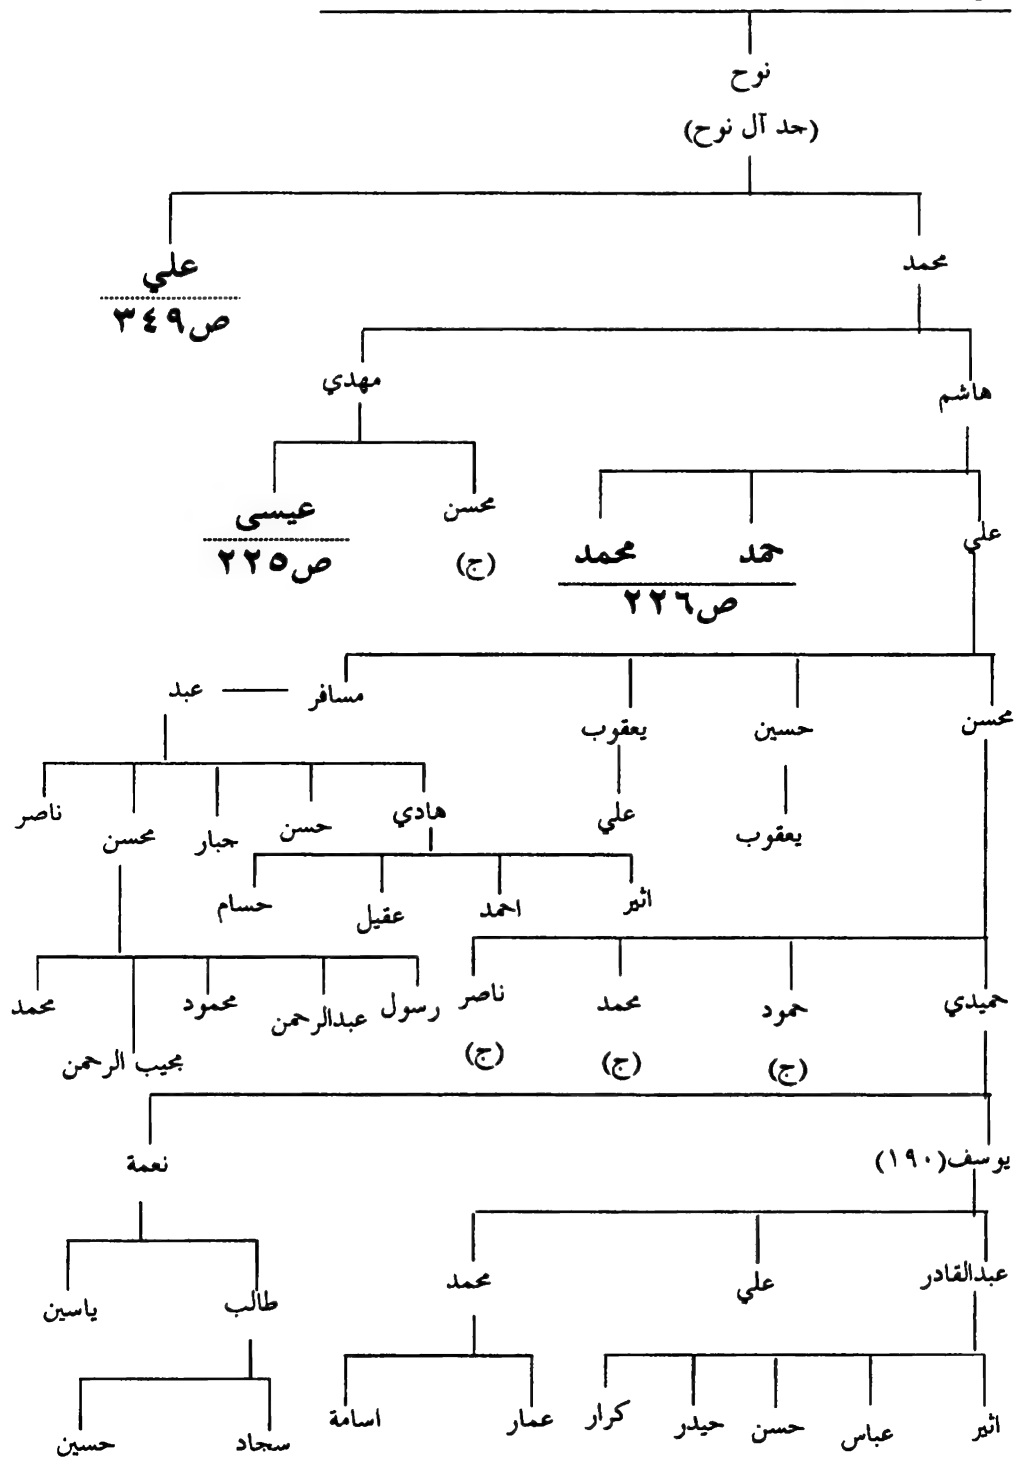 نوح
(جد آل نوح)
محمد
علي
ص٣٤٩
هاشم
مهدي
علي
حمد
محمد
ص٢٢٦
محسن
(ج)
عيسى
ص٢٢٥
محسن
حسين
يعقوب
مسافر
عبد
يعقوب
علي
هادي
حسن
جبار
محسن
ناصر
اثير
احمد
عقيل
حسام
حميدي
حمود
(ج)
محمد
(ج)
ناصر
(ج)
رسول
عبدالرحمن
محمود
مجيب الرحمن
محمد
يوسف(١٩٠)
نعمة
عبدالقادر
علي
محمد
طالب
ياسين
اثير
عباس
حسن
حيدر
كرار
عمار
اسامة
سجاد
حسين